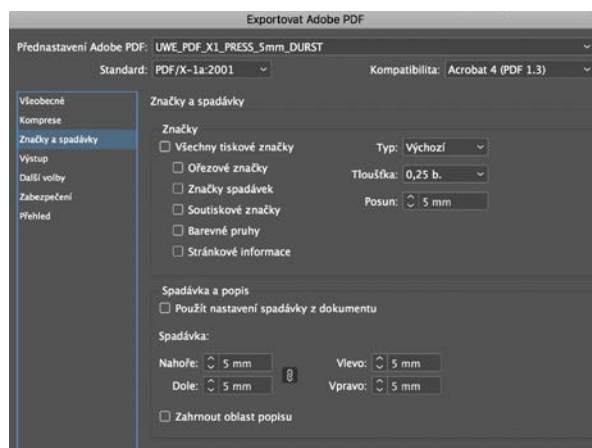 Exportovat Adobe PDF
Přednastavení Adobe PDF: UWE_PDF_X1_PRESS_5mm_DURST
Standard: PDF/X-1a:2001 Kompatibilita: Acrobat 4 (PDF 1.3)
Všeobecné
Komprese
Značky a spadávky
Výstup
Další volby
Zabezpečení
Přehled
Značky a spadávky
Značky
Všechny tiskové značky
Ořezové značky
Značky spadávek
Soutiskové značky
Barevné pruhy
Stránkové informace
Typ: Výchozí
Tloušťka: 0,25 b.
Posun: 5 mm
Spadávka a popis
Použít nastavení spadávky z dokumentu
Spadávka:
Nahoře: 5 mm Vlevo: 5 mm
Dole: 5 mm Vpravo: 5 mm
Zahrnout oblast popisu